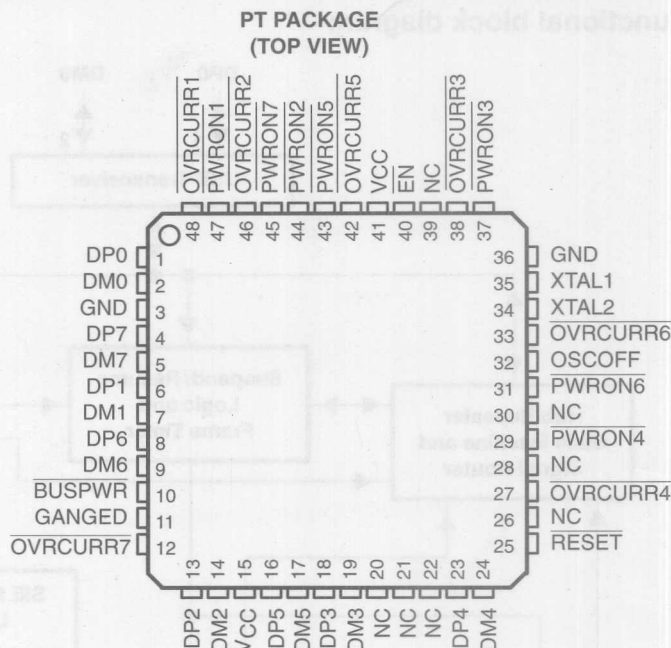 PT PACKAGE
(TOP VIEW)
OVRCURR1
PWRON1
OVRCURR2
PWRON7
PWRON2
PWRON5
OVRCURR5
VCC
EN
NC
OVRCURR3
PWRON3
48 47 46 45 44 43 42 41 40 39 38 37
DP0 1
DM0 2
GND 3
DP7 4
DM7 5
DP1 6
DM1 7
DP6 8
DM6 9
BUSPWR 10
GANGED 11
OVRCURR7 12
36 GND
35 XTAL1
34 XTAL2
33 OVRCURR6
32 OSCOFF
31 PWRON6
30 NC
29 PWRON4
28 NC
27 OVRCURR4
26 NC
25 RESET
13 14 15 16 17 18 19 20 21 22 23 24
DP2
DM2
VCC
DP5
DM5
DP3
DM3
NC
NC
NC
DP4
DM4